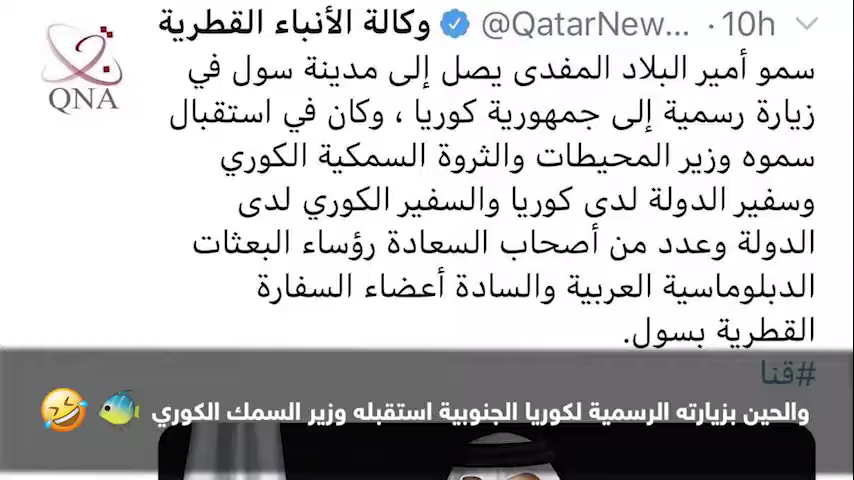 وكالة الأنباء القطرية @QatarNew... · 10h
QNA
سمو أمير البلاد المفدى يصل إلى مدينة سول في
زيارة رسمية إلى جمهورية كوريا ، وكان في استقبال
سموه وزير المحيطات والثروة السمكية الكوري
وسفير الدولة لدى كوريا والسفير الكوري لدى
الدولة وعدد من أصحاب السعادة رؤساء البعثات
الدبلوماسية العربية والسادة أعضاء السفارة
القطرية بسول.
#قنا
والحين بزيارته الرسمية لكوريا الجنوبية استقبله وزير السمك الكوري 🐠 🤣